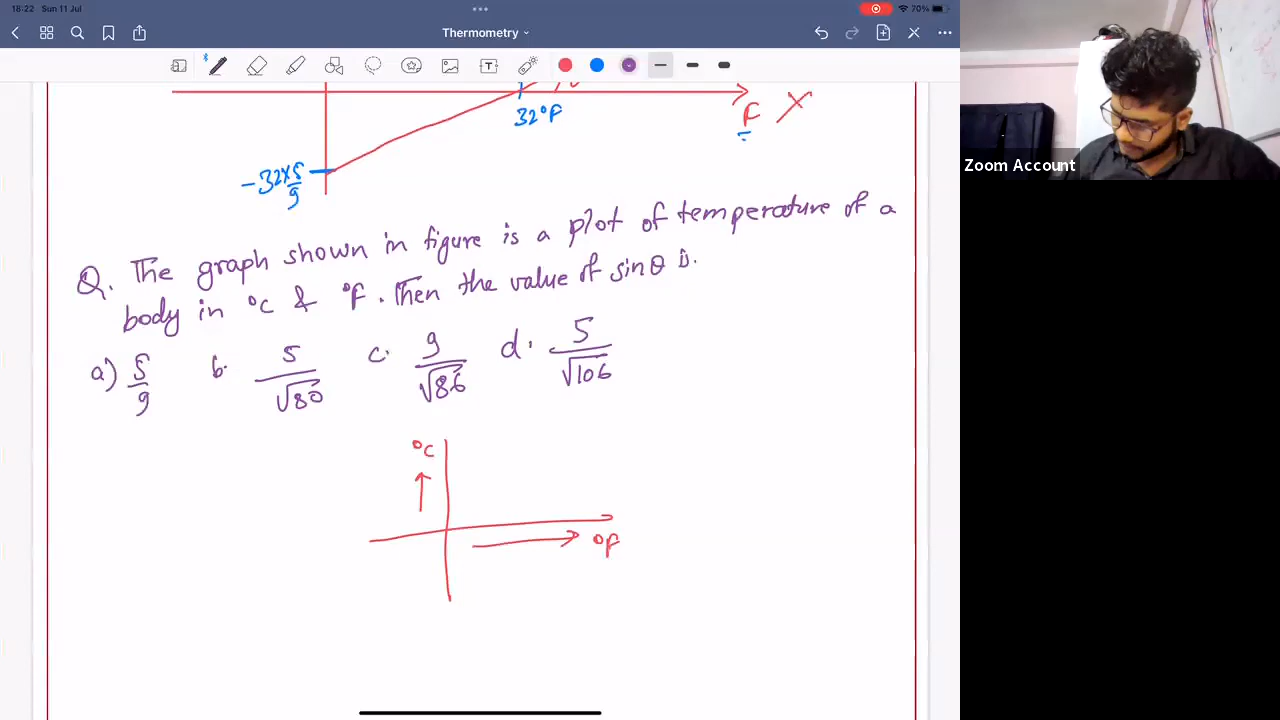 18:22 Sun 11 Jul
70%
Thermometry
32°F
F
-32×5/9
Q. The graph shown in figure is a plot of temperature of a
body in °C & °F. Then the value of sinθ is.
a) 5/9 b. 5/√80 c. 9/√86 d. 5/√106
°C
°F
Zoom Account